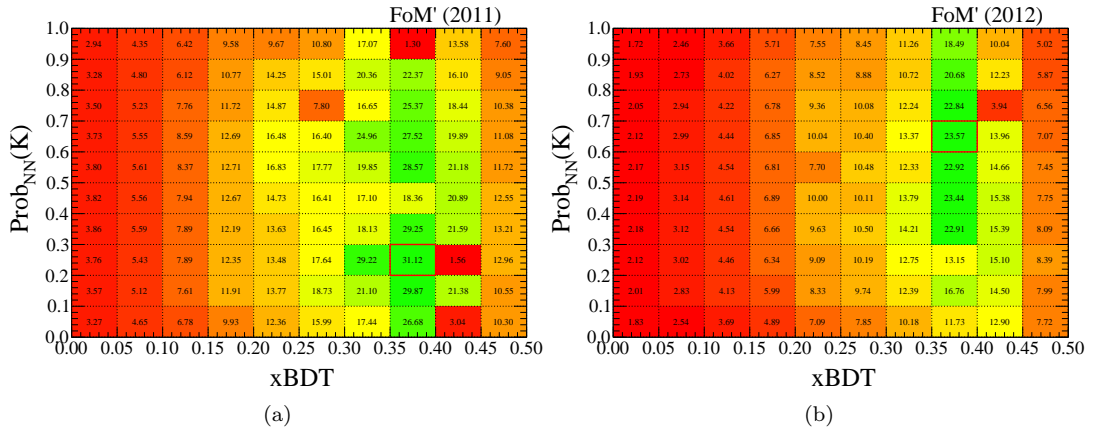 FoM' (2011)
1.0
2.94 4.35 6.42 9.58 9.67 10.80 17.07 1.30 13.58 7.60
0.9
3.28 4.80 6.12 10.77 14.25 15.01 20.36 22.37 16.10 9.05
0.8
3.50 5.23 7.76 11.72 14.87 7.80 16.65 25.37 18.44 10.38
0.7
3.73 5.55 8.59 12.69 16.48 16.40 24.96 27.52 19.89 11.08
0.6
3.80 5.61 8.37 12.71 16.83 17.77 19.85 28.57 21.18 11.72
0.5
3.82 5.56 7.94 12.67 14.73 16.41 17.10 18.36 20.89 12.55
0.4
3.86 5.59 7.89 12.19 13.63 16.45 18.13 29.25 21.59 13.21
0.3
3.76 5.43 7.89 12.35 13.48 17.64 29.22 31.12 1.56 12.96
0.2
3.57 5.12 7.61 11.91 13.77 18.73 21.10 29.87 21.38 10.55
0.1
3.27 4.65 6.78 9.93 12.36 15.99 17.44 26.68 3.04 10.30
0.0
0.00 0.05 0.10 0.15 0.20 0.25 0.30 0.35 0.40 0.45 0.50
Prob_NN(K)
xBDT
(a)
FoM' (2012)
1.0
1.72 2.46 3.66 5.71 7.55 8.45 11.26 18.49 10.04 5.02
0.9
1.93 2.73 4.02 6.27 8.52 8.88 10.72 20.68 12.23 5.87
0.8
2.05 2.94 4.22 6.78 9.36 10.08 12.24 22.84 3.94 6.56
0.7
2.12 2.99 4.44 6.85 10.04 10.40 13.37 23.57 13.96 7.07
0.6
2.17 3.15 4.54 6.81 7.70 10.48 12.33 22.92 14.66 7.45
0.5
2.19 3.14 4.61 6.89 10.00 10.11 13.79 23.44 15.38 7.75
0.4
2.18 3.12 4.54 6.66 9.63 10.50 14.21 22.91 15.39 8.09
0.3
2.12 3.02 4.46 6.34 9.09 10.19 12.75 13.15 15.10 8.39
0.2
2.01 2.83 4.13 5.99 8.33 9.74 12.39 16.76 14.50 7.99
0.1
1.83 2.54 3.69 4.89 7.09 7.85 10.18 11.73 12.90 7.72
0.0
0.00 0.05 0.10 0.15 0.20 0.25 0.30 0.35 0.40 0.45 0.50
Prob_NN(K)
xBDT
(b)